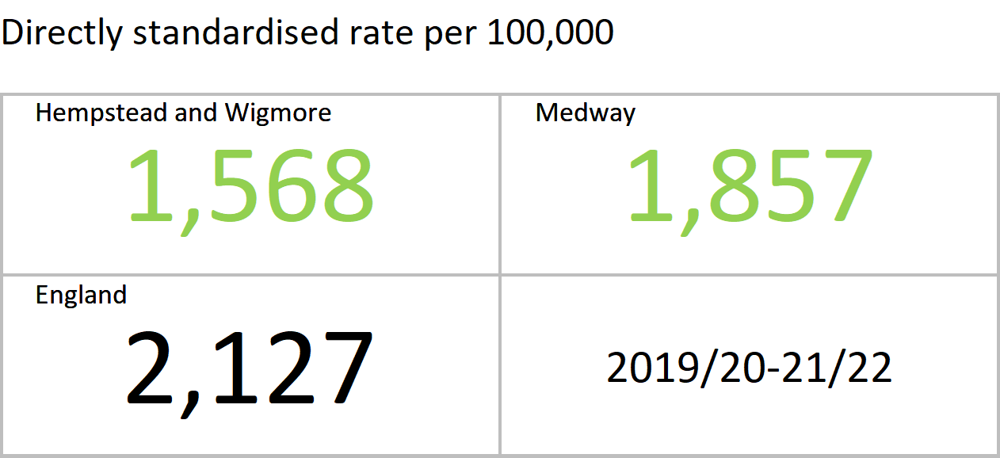 Directly standardised rate per 100,000
Hempstead and Wigmore
1,568
Medway
1,857
England
2,127
2019/20-21/22